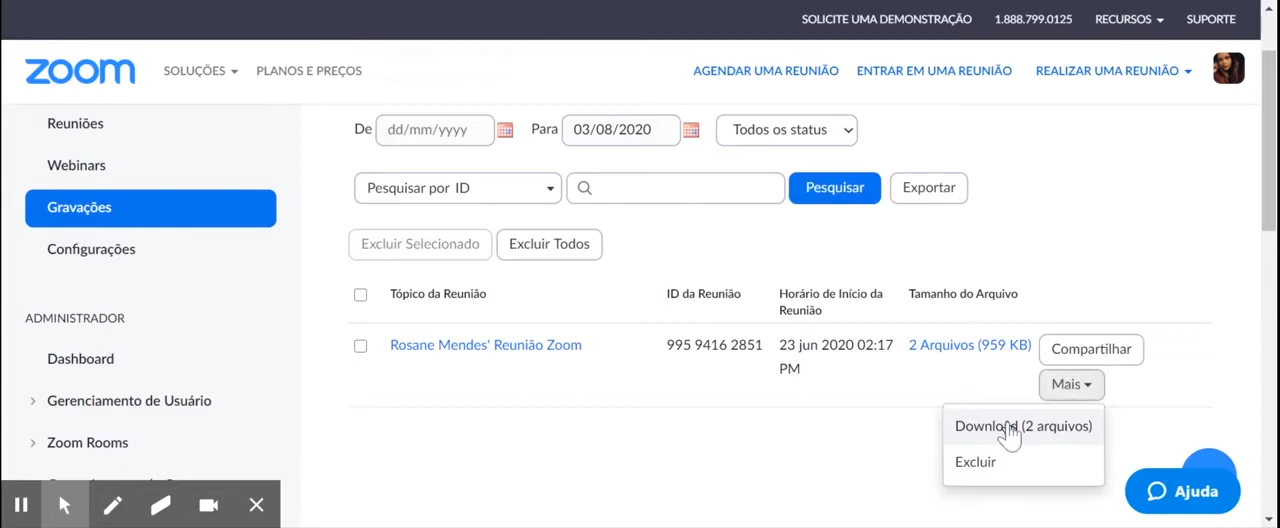 SOLICITE UMA DEMONSTRAÇÃO 1.888.799.0125 RECURSOS SUPORTE
zoom SOLUÇÕES PLANOS E PREÇOS AGENDAR UMA REUNIÃO ENTRAR EM UMA REUNIÃO REALIZAR UMA REUNIÃO
Reuniões
Webinars
Gravações
Configurações
ADMINISTRADOR
Dashboard
Gerenciamento de Usuário
Zoom Rooms
De dd/mm/yyyy Para 03/08/2020 Todos os status
Pesquisar por ID Pesquisar Exportar
Excluir Selecionado Excluir Todos
Tópico da Reunião ID da Reunião Horário de Início da Tamanho do Arquivo
Reunião
Rosane Mendes' Reunião Zoom 995 9416 2851 23 jun 2020 02:17 2 Arquivos (959 KB) Compartilhar
PM
Mais
Download (2 arquivos)
Excluir
Ajuda